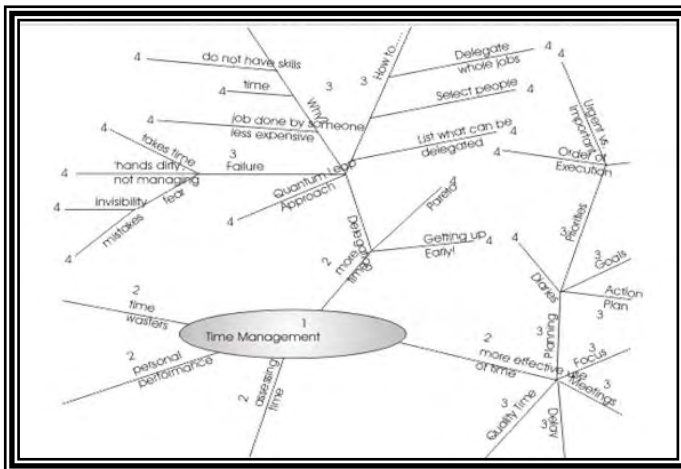 do not have skills
4
time
4
job done by someone
less expensive
4
Why?
3
3
How to.....
Delegate
whole jobs
4
Select people
4
List what can be
delegated
4
4
Urgent vs
Important
4
Order of
Execution
4
takes time
4
'hands dirty'
not managing
4
3
Failure
invisibility
4
fear
mistakes
4
Quantum Leap
Approach
4
Pareto
4
Getting up
Early!
4
Delegate
more
time
2
Priorities
3
Goals
3
Action
Plan
3
Diaries
4
Planning
3
1
Time Management
2
time
wasters
2
personal
performance
2
assessing
time
2
more effective use
of time
Focus
3
Meetings
3
Quality Time
3
Delay
3